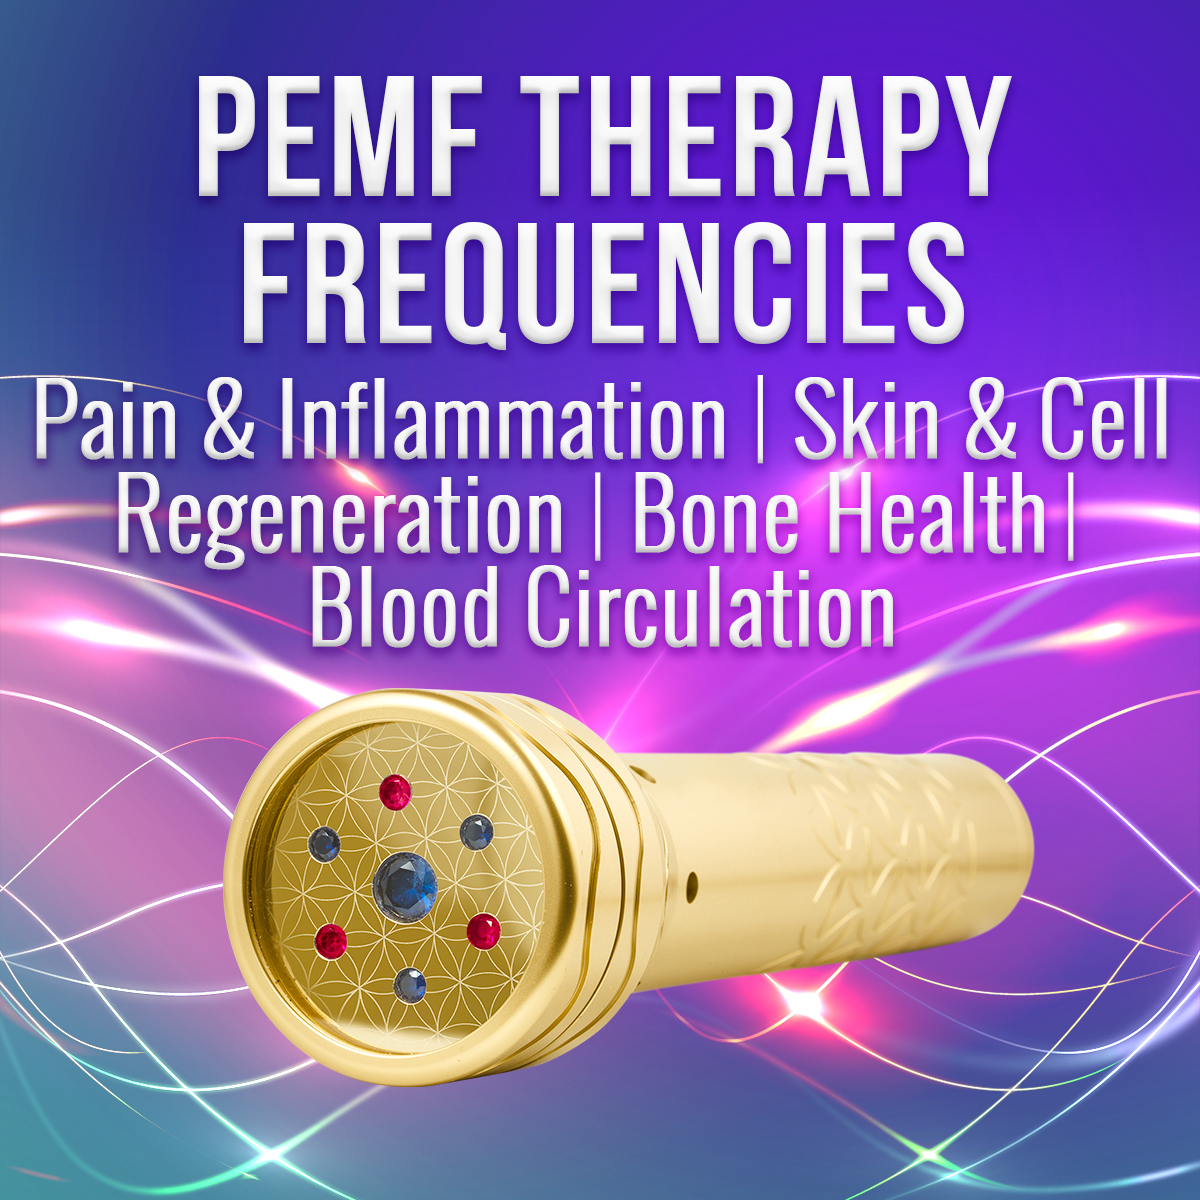 PEMF THERAPY
FREQUENCIES
Pain & Inflammation | Skin & Cell
Regeneration | Bone Health |
Blood Circulation